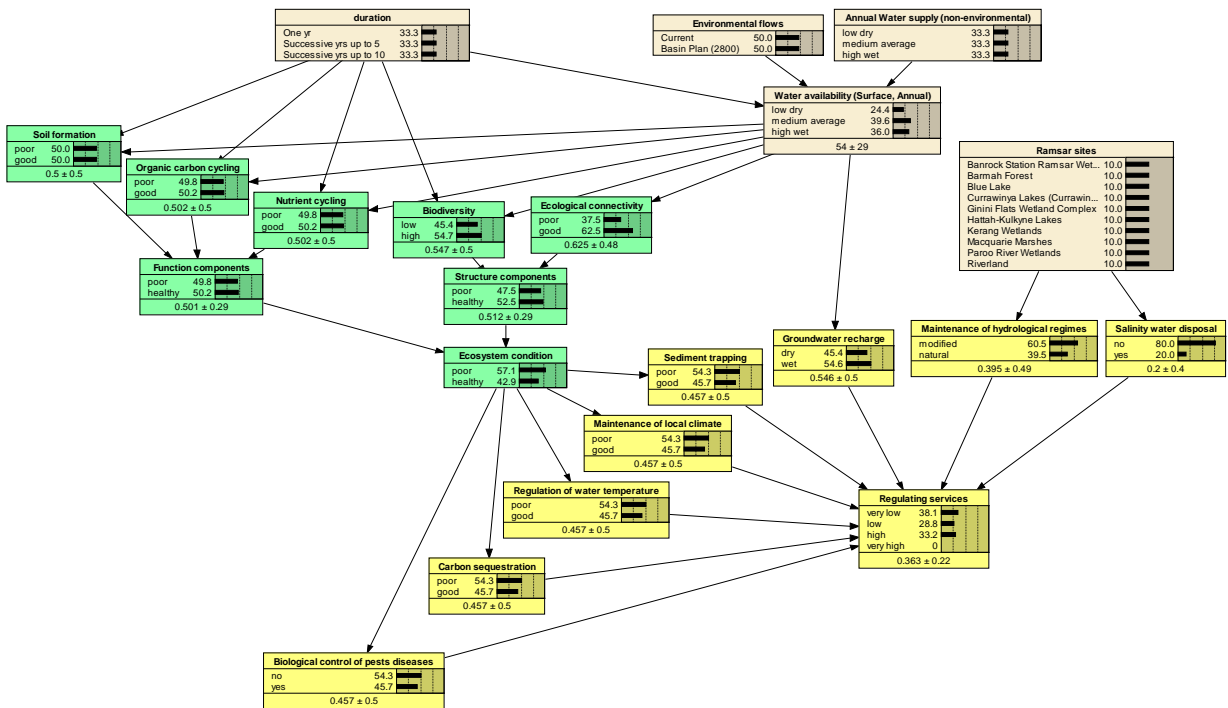 duration
One yr 33.3
Successive yrs up to 5 33.3
Successive yrs up to 10 33.3
Environmental flows
Current 50.0
Basin Plan (2800) 50.0
Annual Water supply (non-environmental)
low dry 33.3
medium average 33.3
high wet 33.3
Water availability (Surface, Annual)
low dry 24.4
medium average 39.6
high wet 36.0
54 ± 29
Soil formation
poor 50.0
good 50.0
0.5 ± 0.5
Organic carbon cycling
poor 49.8
good 50.2
0.502 ± 0.5
Nutrient cycling
poor 49.8
good 50.2
0.502 ± 0.5
Biodiversity
low 45.4
high 54.7
0.547 ± 0.5
Ecological connectivity
poor 37.5
good 62.5
0.625 ± 0.48
Ramsar sites
Banrock Station Ramsar Wet... 10.0
Barmah Forest 10.0
Blue Lake 10.0
Currawinya Lakes (Currawin... 10.0
Ginini Flats Wetland Complex 10.0
Hattah-Kulkyne Lakes 10.0
Kerang Wetlands 10.0
Macquarie Marshes 10.0
Paroo River Wetlands 10.0
Riverland 10.0
Function components
poor 49.8
healthy 50.2
0.501 ± 0.29
Structure components
poor 47.5
healthy 52.5
0.512 ± 0.29
Ecosystem condition
poor 57.1
healthy 42.9
Sediment trapping
poor 54.3
good 45.7
0.457 ± 0.5
Groundwater recharge
dry 45.4
wet 54.6
0.546 ± 0.5
Maintenance of hydrological regimes
modified 60.5
natural 39.5
0.395 ± 0.49
Salinity water disposal
no 80.0
yes 20.0
0.2 ± 0.4
Maintenance of local climate
poor 54.3
good 45.7
0.457 ± 0.5
Regulation of water temperature
poor 54.3
good 45.7
0.457 ± 0.5
Regulating services
very low 38.1
low 28.8
high 33.2
very high 0
0.363 ± 0.22
Carbon sequestration
poor 54.3
good 45.7
0.457 ± 0.5
Biological control of pests diseases
no 54.3
yes 45.7
0.457 ± 0.5